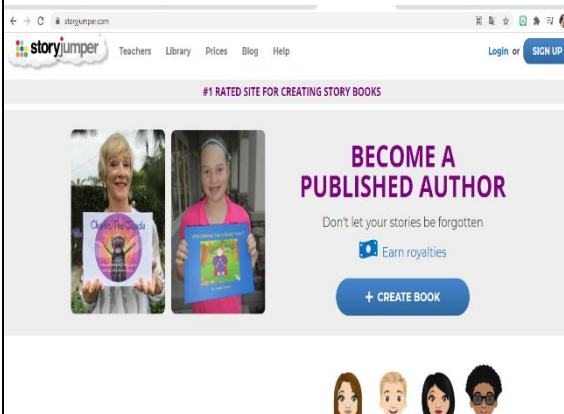 storyjumper.com
storyjumper Teachers Library Prices Blog Help Login or SIGN UP
#1 RATED SITE FOR CREATING STORY BOOKS
BECOME A
PUBLISHED AUTHOR
Don't let your stories be forgotten
Earn royalties
+ CREATE BOOK